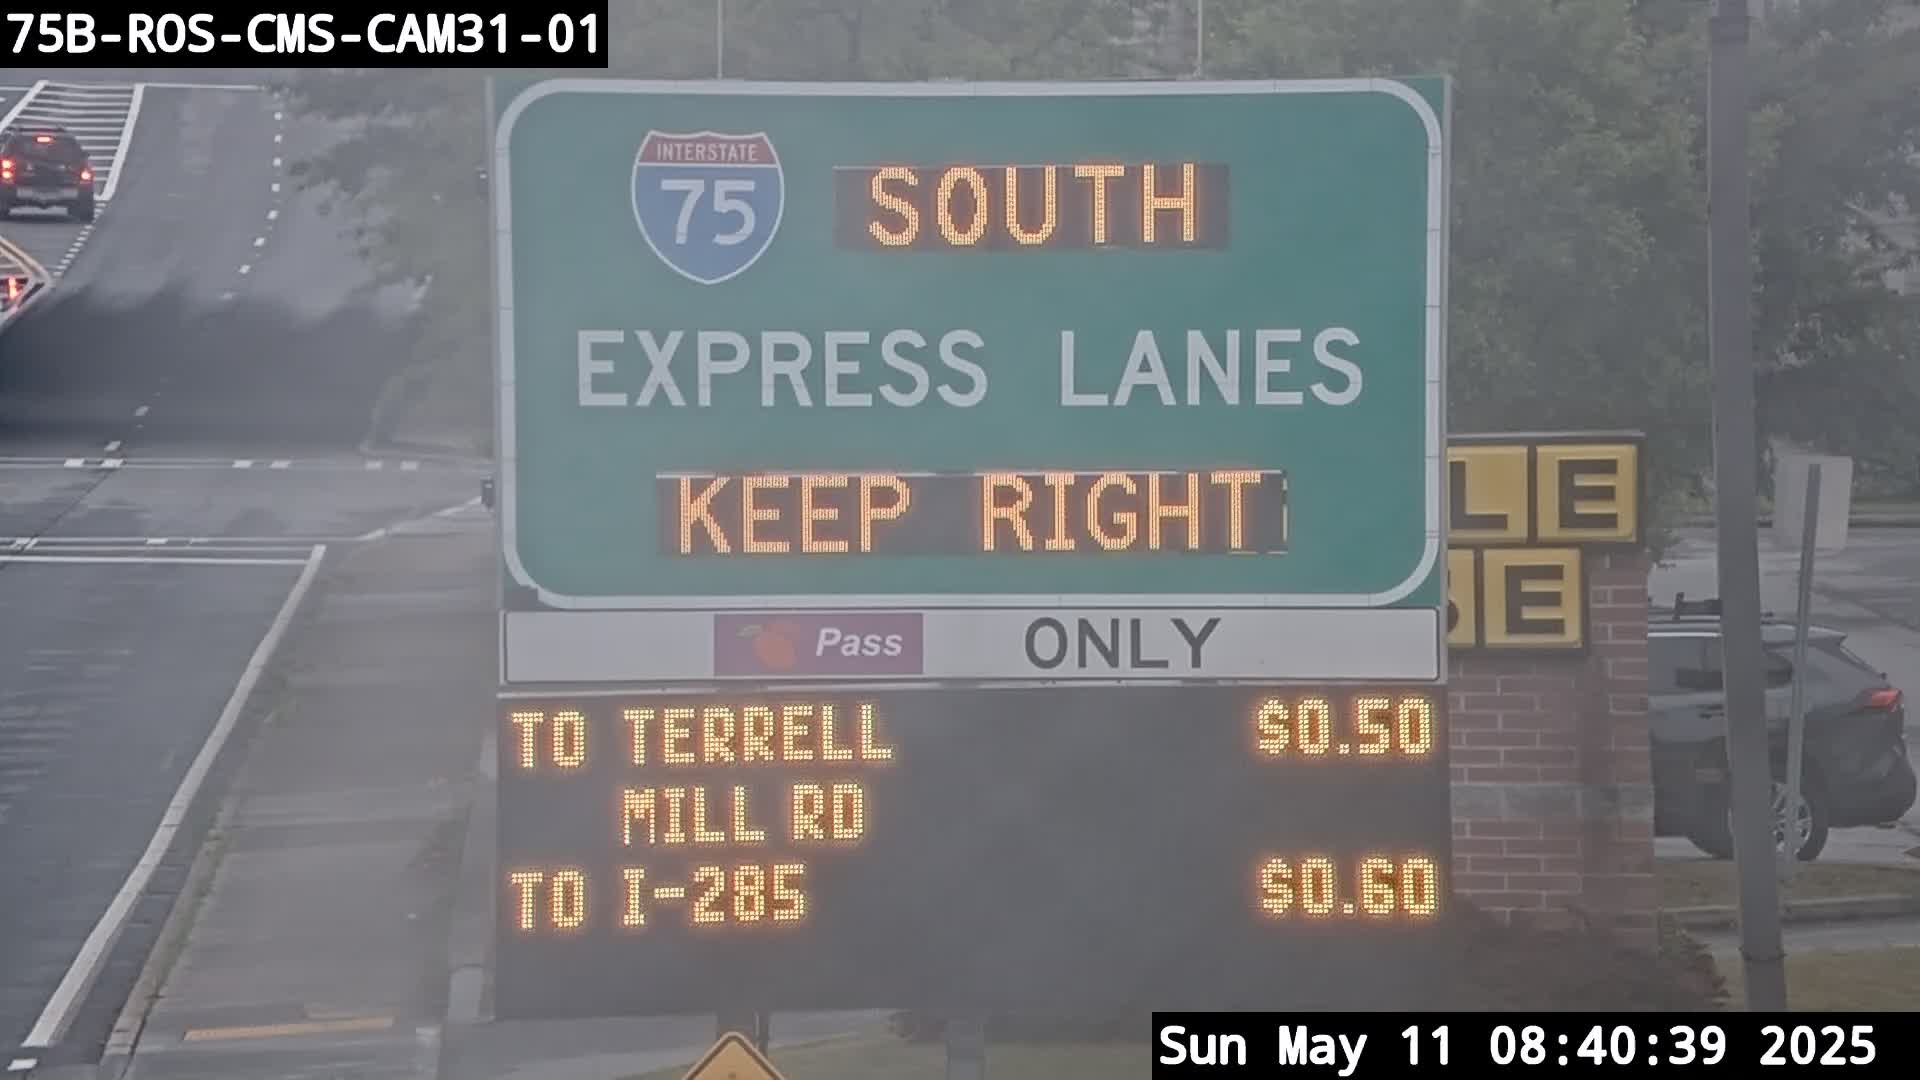 75B-ROS-CMS-CAM31-01
INTERSTATE
75
SOUTH
EXPRESS LANES
KEEP RIGHT
Pass ONLY
LE
E
TO TERRELL $0.50
MILL RD
TO I-285 $0.60
Sun May 11 08:40:39 2025